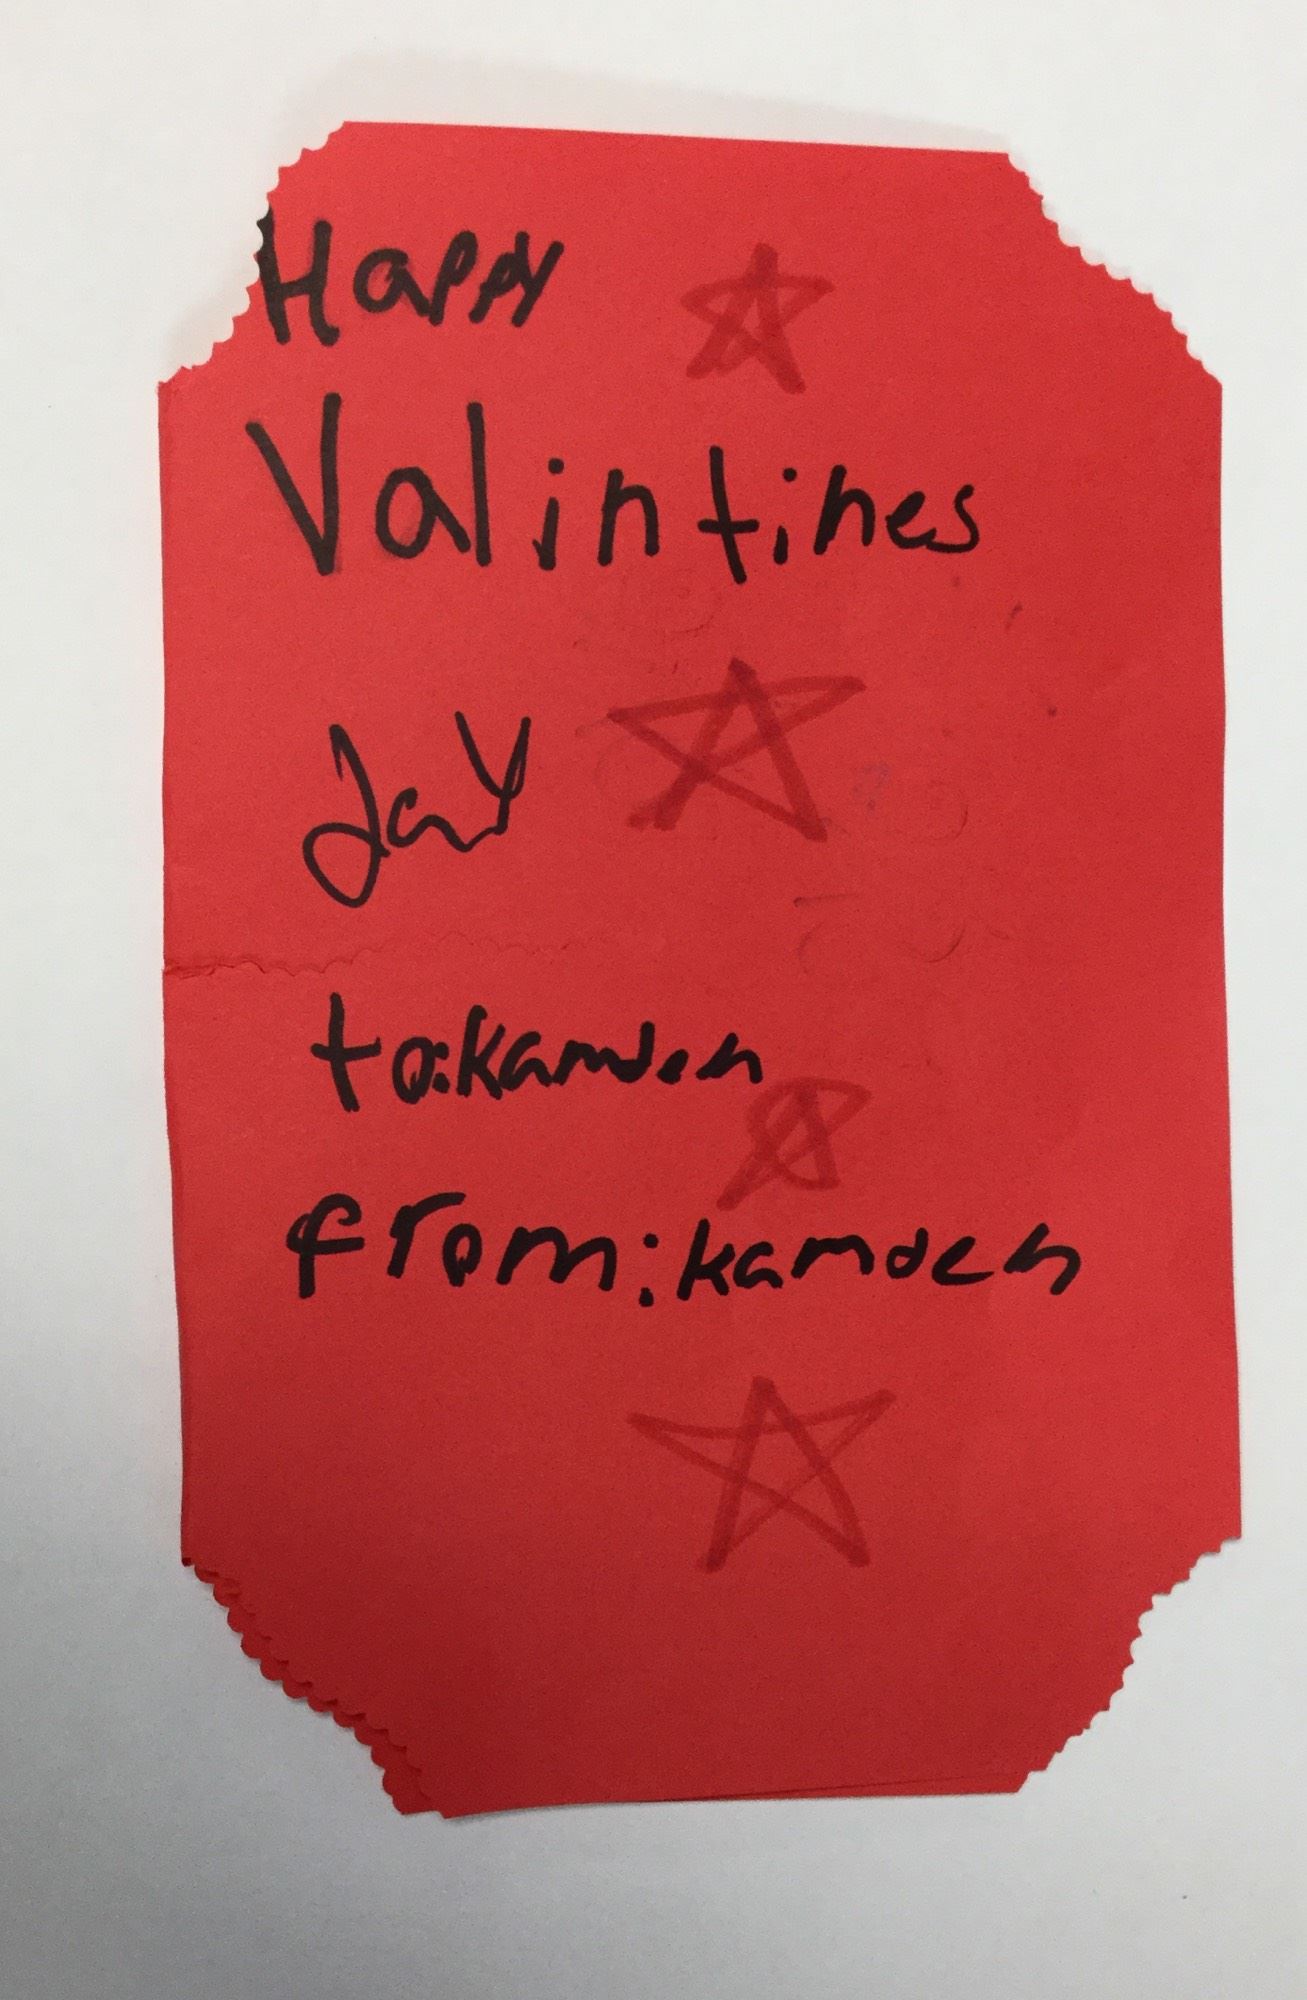 Happy
Valintines
day
to:kamden
from:kamden